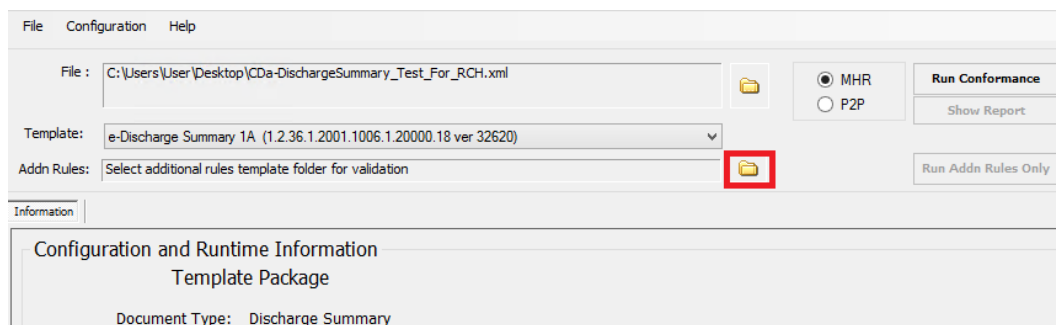 File Configuration Help
File : C:\Users\User\Desktop\CDa-DischargeSummary_Test_For_RCH.xml
MHR
Run Conformance
P2P
Show Report
Template: e-Discharge Summary 1A (1.2.36.1.2001.1006.1.20000.18 ver 32620)
Addn Rules: Select additional rules template folder for validation
Run Addn Rules Only
Information
Configuration and Runtime Information
Template Package
Document Type: Discharge Summary